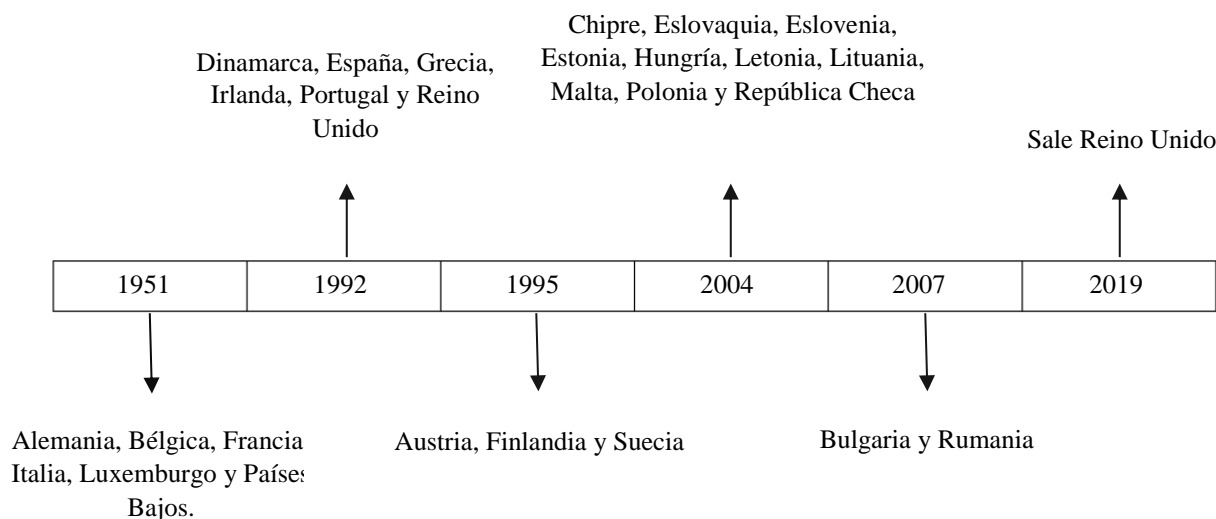 Chipre, Eslovaquia, Eslovenia,
Estonia, Hungría, Letonia, Lituania,
Malta, Polonia y República Checa
Dinamarca, España, Grecia,
Irlanda, Portugal y Reino
Unido
Sale Reino Unido
1951
1992
1995
2004
2007
2019
Alemania, Bélgica, Francia
Italia, Luxemburgo y Países
Bajos.
Austria, Finlandia y Suecia
Bulgaria y Rumania